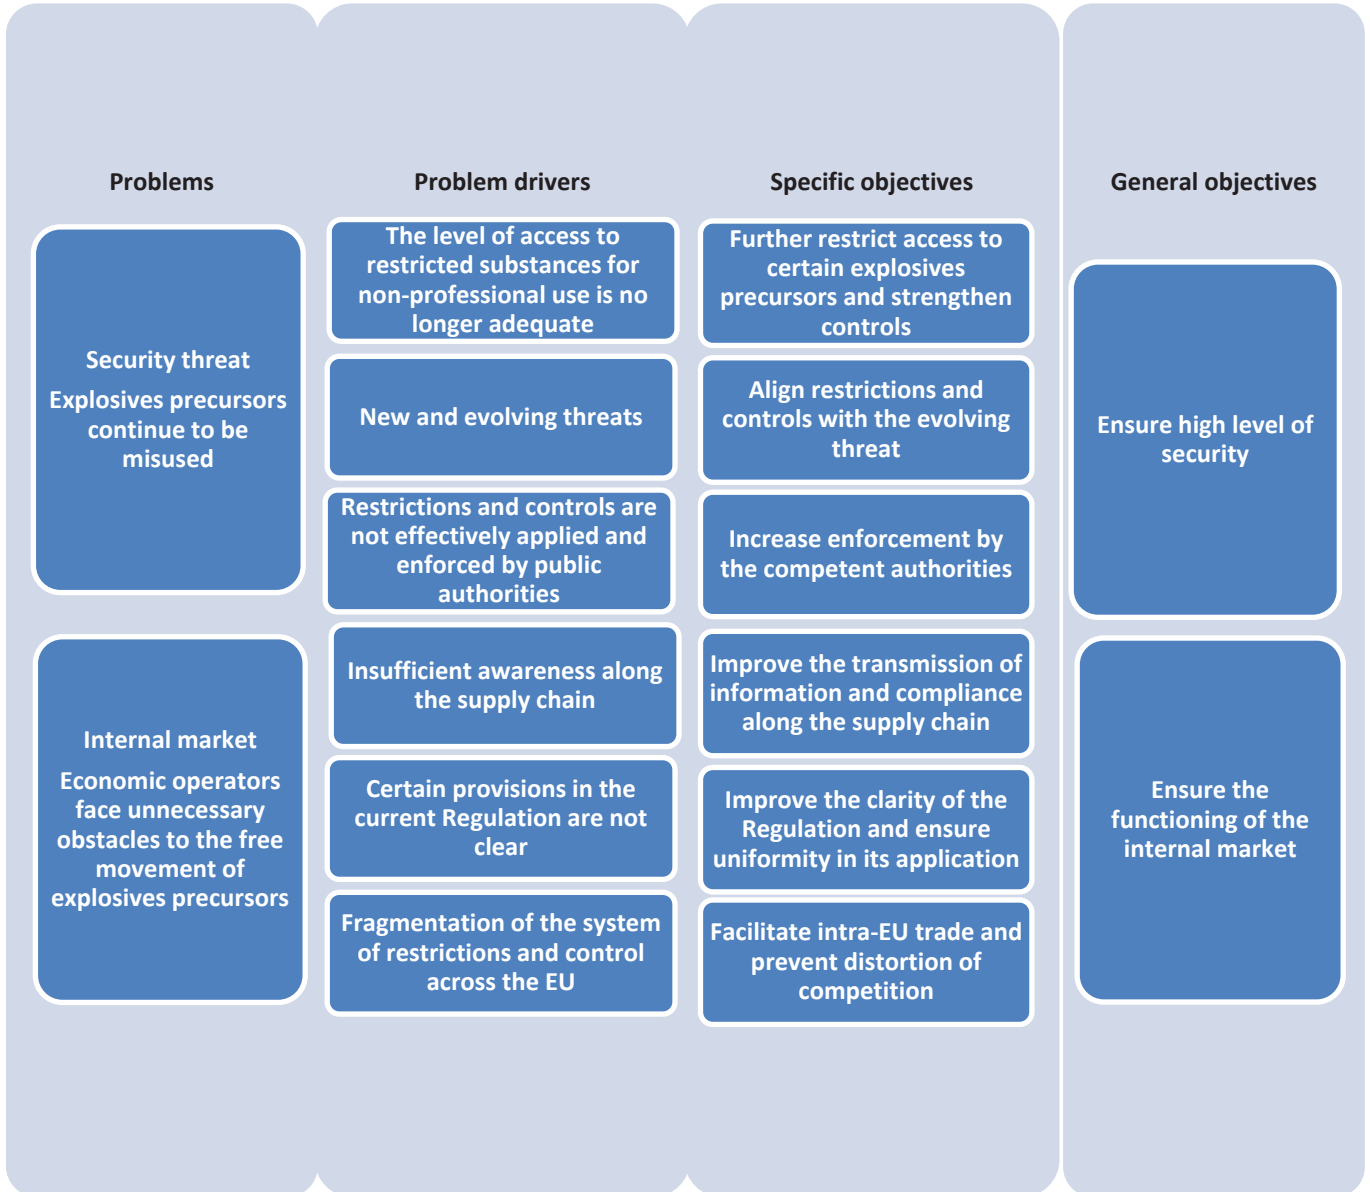 Problems
Security threat
Explosives precursors
continue to be
misused
Internal market
Economic operators
face unnecessary
obstacles to the free
movement of
explosives precursors
Problem drivers
The level of access to
restricted substances for
non-professional use is no
longer adequate
New and evolving threats
Restrictions and controls are
not effectively applied and
enforced by public
authorities
Insufficient awareness along
the supply chain
Certain provisions in the
current Regulation are not
clear
Fragmentation of the system
of restrictions and control
across the EU
Specific objectives
Further restrict access to
certain explosives
precursors and strengthen
controls
Align restrictions and
controls with the evolving
threat
Increase enforcement by
the competent authorities
Improve the transmission of
information and compliance
along the supply chain
Improve the clarity of the
Regulation and ensure
uniformity in its application
Facilitate intra-EU trade and
prevent distortion of
competition
General objectives
Ensure high level of
security
Ensure the
functioning of the
internal market